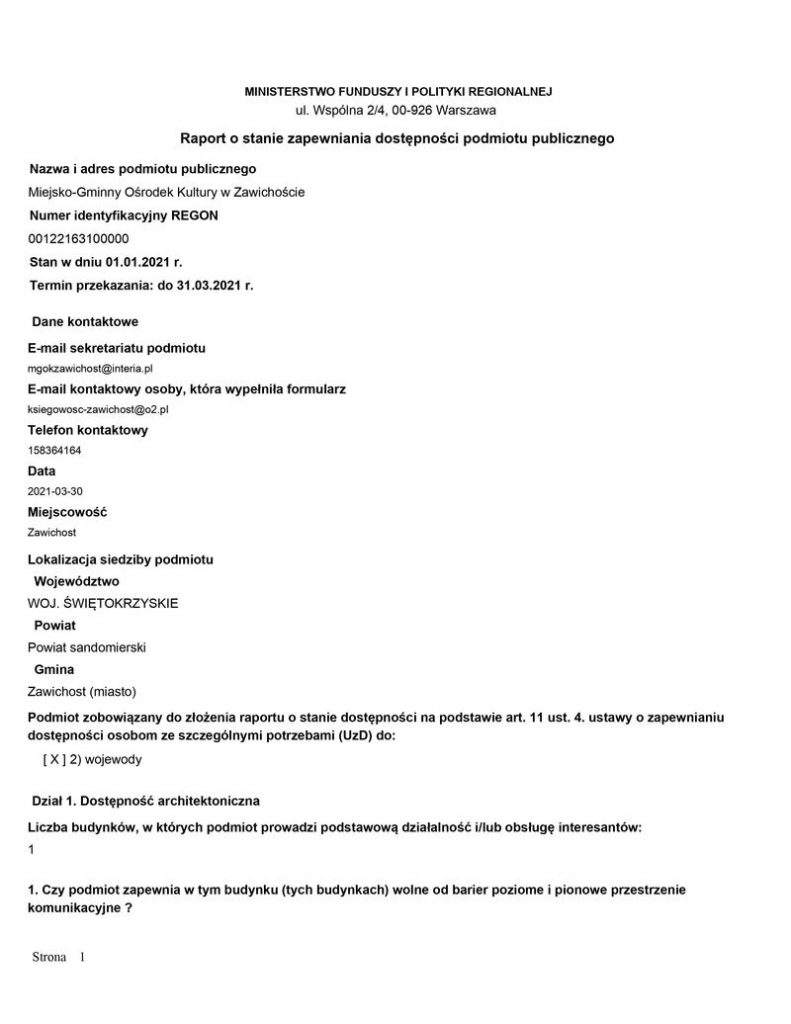 MINISTERSTWO FUNDUSZY I POLITYKI REGIONALNEJ
ul. Wspólna 2/4, 00-926 Warszawa
Raport o stanie zapewniania dostępności podmiotu publicznego
Nazwa i adres podmiotu publicznego
Miejsko-Gminny Ośrodek Kultury w Zawichoście
Numer identyfikacyjny REGON
00122163100000
Stan w dniu 01.01.2021 r.
Termin przekazania: do 31.03.2021 r.
Dane kontaktowe
E-mail sekretariatu podmiotu
mgokzawichost@interia.pl
E-mail kontaktowy osoby, która wypełniła formularz
ksiegowosc-zawichost@o2.pl
Telefon kontaktowy
158364164
Data
2021-03-30
Miejscowość
Zawichost
Lokalizacja siedziby podmiotu
Województwo
WOJ. ŚWIĘTOKRZYSKIE
Powiat
Powiat sandomierski
Gmina
Zawichost (miasto)
Podmiot zobowiązany do złożenia raportu o stanie dostępności na podstawie art. 11 ust. 4. ustawy o zapewnianiu
dostępności osobom ze szczególnymi potrzebami (UzD) do:
[ X ] 2) wojewody
Dział 1. Dostępność architektoniczna
Liczba budynków, w których podmiot prowadzi podstawową działalność i/lub obsługę interesantów:
1
1. Czy podmiot zapewnia w tym budynku (tych budynkach) wolne od barier poziome i pionowe przestrzenie
komunikacyjne ?
Strona 1